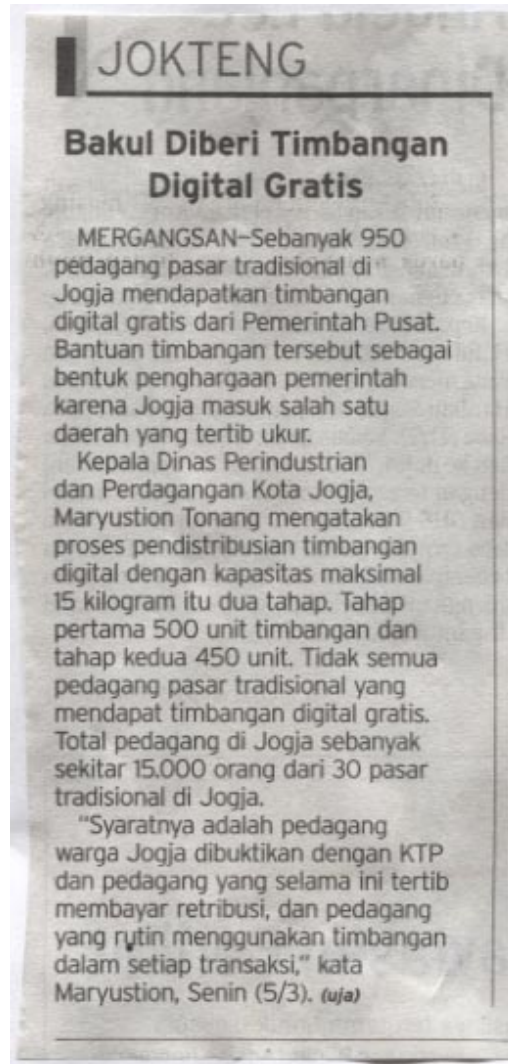 JOKTENG
Bakul Diberi Timbangan
Digital Gratis
MERGANGSAN–Sebanyak 950
pedagang pasar tradisional di
Jogja mendapatkan timbangan
digital gratis dari Pemerintah Pusat.
Bantuan timbangan tersebut sebagai
bentuk penghargaan pemerintah
karena Jogja masuk salah satu
daerah yang tertib ukur.
Kepala Dinas Perindustrian
dan Perdagangan Kota Jogja,
Maryustion Tonang mengatakan
proses pendistribusian timbangan
digital dengan kapasitas maksimal
15 kilogram itu dua tahap. Tahap
pertama 500 unit timbangan dan
tahap kedua 450 unit. Tidak semua
pedagang pasar tradisional yang
mendapat timbangan digital gratis.
Total pedagang di Jogja sebanyak
sekitar 15.000 orang dari 30 pasar
tradisional di Jogja.
"Syaratnya adalah pedagang
warga Jogja dibuktikan dengan KTP
dan pedagang yang selama ini tertib
membayar retribusi, dan pedagang
yang rutin menggunakan timbangan
dalam setiap transaksi," kata
Maryustion, Senin (5/3). (uja)